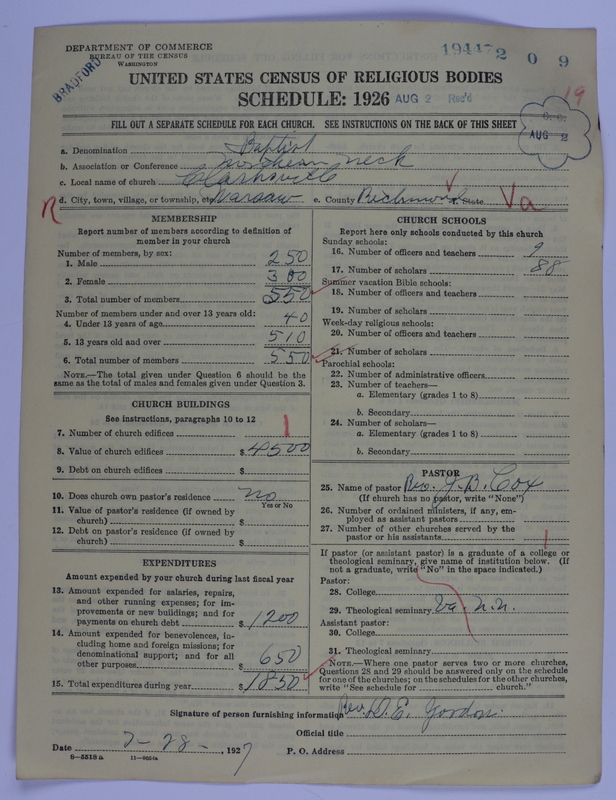 DEPARTMENT OF COMMERCE
BUREAU OF THE CENSUS
WASHINGTON
BRADFORD
19447 2 0 9
UNITED STATES CENSUS OF RELIGIOUS BODIES
SCHEDULE: 1926 AUG 2 Rec'd
19
FILL OUT A SEPARATE SCHEDULE FOR EACH CHURCH. SEE INSTRUCTIONS ON THE BACK OF THIS SHEET
AUG 2
a. Denomination Baptist
b. Association or Conference Northean neck
c. Local name of church Clarksville
R d. City, town, village, or township, etc. Warsaw e. County Richmond f. State Va
MEMBERSHIP
Report number of members according to definition of member in your church
Number of members, by sex:
1. Male 250
2. Female 300
3. Total number of members 550
Number of members under and over 13 years old:
4. Under 13 years of age 40
5. 13 years old and over 510
6. Total number of members 550
NOTE.—The total given under Question 6 should be the same as the total of males and females given under Question 3.
CHURCH BUILDINGS
See instructions, paragraphs 10 to 12
7. Number of church edifices 1
8. Value of church edifices $ 4500
9. Debt on church edifices $
10. Does church own pastor's residence no
Yes or No
11. Value of pastor's residence (if owned by church) $
12. Debt on pastor's residence (if owned by church) $
EXPENDITURES
Amount expended by your church during last fiscal year
13. Amount expended for salaries, repairs, and other running expenses; for improvements or new buildings; and for payments on church debt $ 1200
14. Amount expended for benevolences, including home and foreign missions; for denominational support; and for all other purposes $ 650
15. Total expenditures during year $ 1850
CHURCH SCHOOLS
Report here only schools conducted by this church
Sunday schools:
16. Number of officers and teachers 9
17. Number of scholars 88
Summer vacation Bible schools:
18. Number of officers and teachers
19. Number of scholars
Week-day religious schools:
20. Number of officers and teachers
21. Number of scholars
Parochial schools:
22. Number of administrative officers
23. Number of teachers—
a. Elementary (grades 1 to 8)
b. Secondary
24. Number of scholars—
a. Elementary (grades 1 to 8)
b. Secondary
PASTOR
25. Name of pastor Rev. J. B. Cox
(If church has no pastor, write "None")
26. Number of ordained ministers, if any, employed as assistant pastors
27. Number of other churches served by the pastor or his assistants
If pastor (or assistant pastor) is a graduate of a college or theological seminary, give name of institution below. (If not a graduate, write "No" in the space indicated.)
Pastor:
28. College
29. Theological seminary Va. N.N.
Assistant pastor:
30. College
31. Theological seminary
NOTE.—Where one pastor serves two or more churches, Questions 28 and 29 should be answered only on the schedule for one of the churches; on the schedules for the other churches, write "See schedule for church."
Signature of person furnishing information Rev. D. E. Gordon.
Official title
Date 2-28-, 1927 P. O. Address
8-5518a 11-9054a